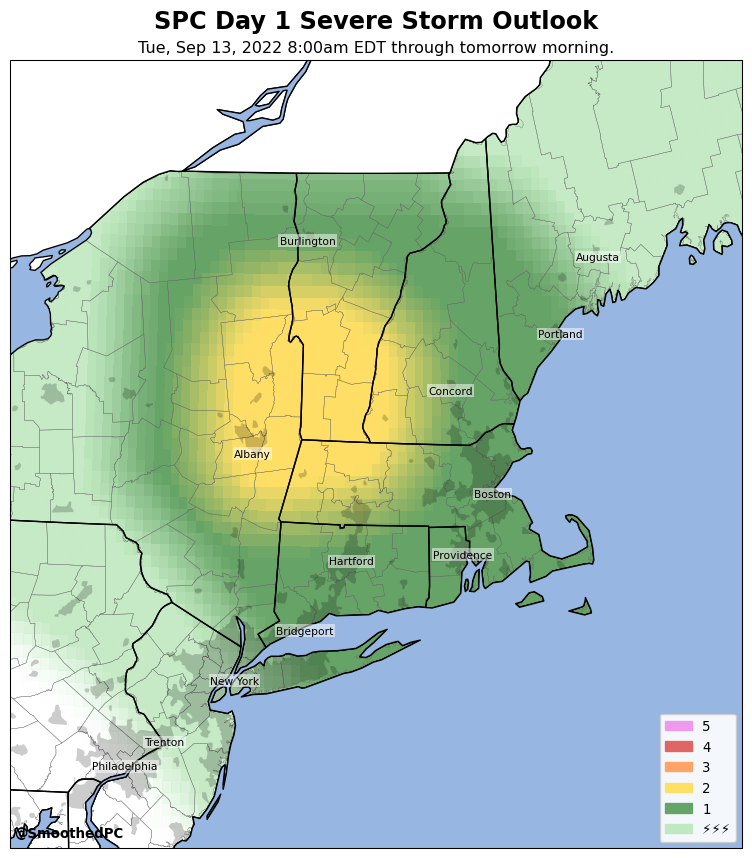 SPC Day 1 Severe Storm Outlook
Tue, Sep 13, 2022 8:00am EDT through tomorrow morning.
Burlington
Augusta
Portland
Concord
Albany
Boston
Providence
Hartford
Bridgeport
New York
Trenton
Philadelphia
5
4
3
2
1
⚡⚡⚡
@SmoothedPC